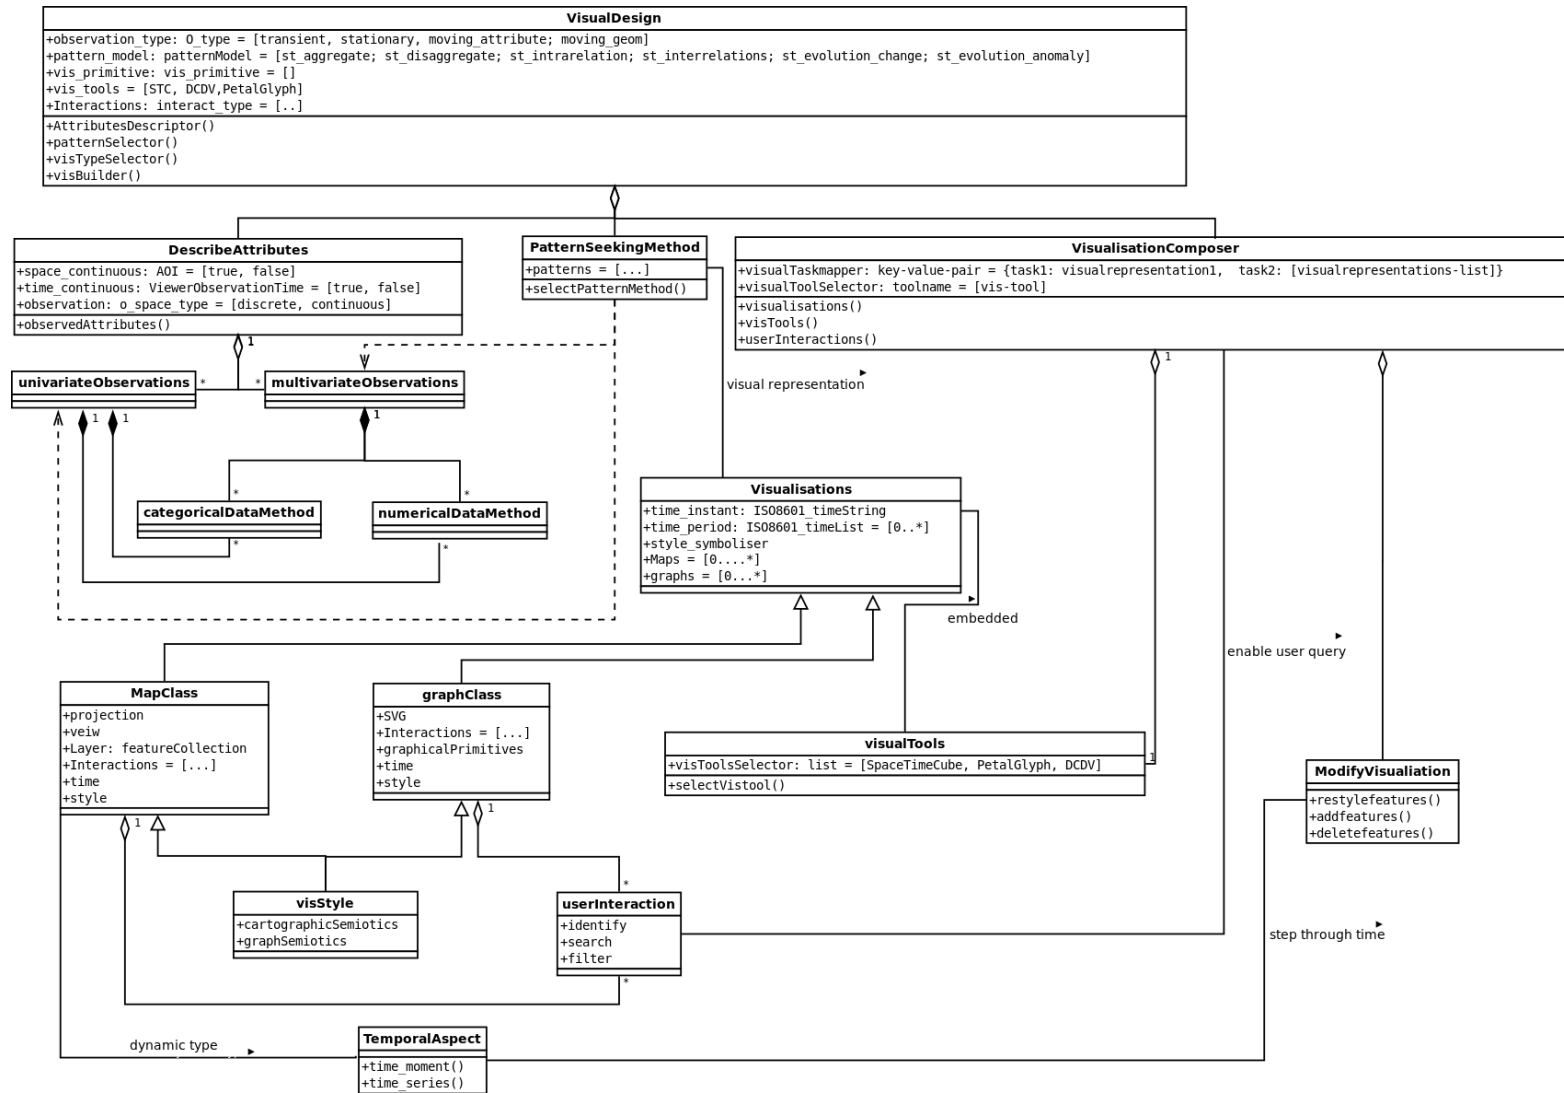 VisualDesign
+observation_type: O_type = [transient, stationary, moving_attribute; moving_geom]
+pattern_model: patternModel = [st_aggregate; st_disaggregate; st_intrarelation; st_interrelations; st_evolution_change; st_evolution_anomaly]
+vis_primitive: vis_primitive = []
+vis_tools = [STC, DCDV,PetalGlyph]
+Interactions: interact_type = [..]
+AttributesDescriptor()
+patternSelector()
+visTypeSelector()
+visBuilder()
DescribeAttributes
+space_continuous: AOI = [true, false]
+time_continuous: ViewerObservationTime = [true, false]
+observation: o_space_type = [discrete, continuous]
+observedAttributes()
1
PatternSeekingMethod
+patterns = [...]
+selectPatternMethod()
VisualisationComposer
+visualTaskmapper: key-value-pair = {task1: visualrepresentation1,  task2: [visualrepresentations-list]}
+visualToolSelector: toolname = [vis-tool]
+visualisations()
+visTools()
+userInteractions()
1
univariateObservations
*
*
multivariateObservations
1
1
1
visual representation
categoricalDataMethod
*
*
numericalDataMethod
*
*
Visualisations
+time_instant: ISO8601_timeString
+time_period: ISO8601_timeList = [0..*]
+style_symboliser
+Maps = [0....*]
+graphs = [0...*]
embedded
enable user query
MapClass
+projection
+veiw
+Layer: featureCollection
+Interactions = [...]
+time
+style
1
graphClass
+SVG
+Interactions = [...]
+graphicalPrimitives
+time
+style
1
visualTools
+visToolsSelector: list = [SpaceTimeCube, PetalGlyph, DCDV]
+selectVistool()
1
ModifyVisualiation
+restylefeatures()
+addfeatures()
+deletefeatures()
visStyle
+cartographicSemiotics
+graphSemiotics
*
userInteraction
+identify
+search
+filter
*
step through time
dynamic type
TemporalAspect
+time_moment()
+time_series()